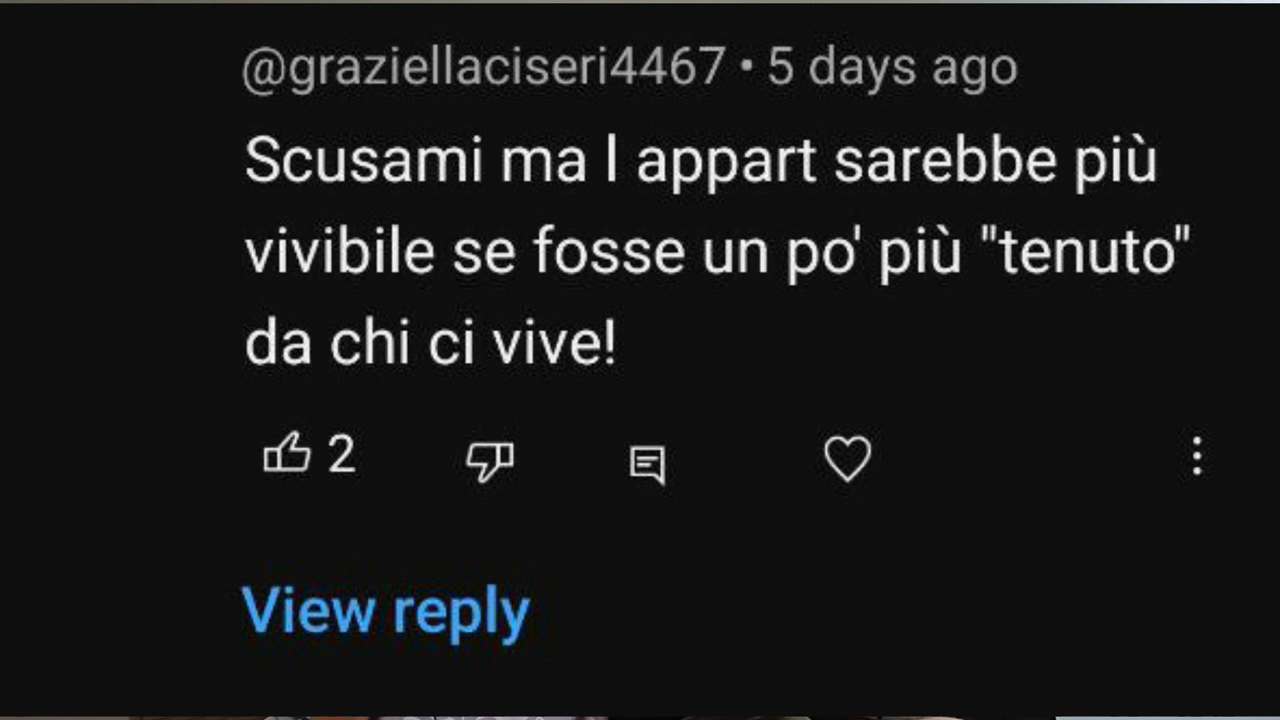 @graziellaciseri4467 • 5 days ago
Scusami ma l appart sarebbe più
vivibile se fosse un po' più "tenuto"
da chi ci vive!
2
View reply